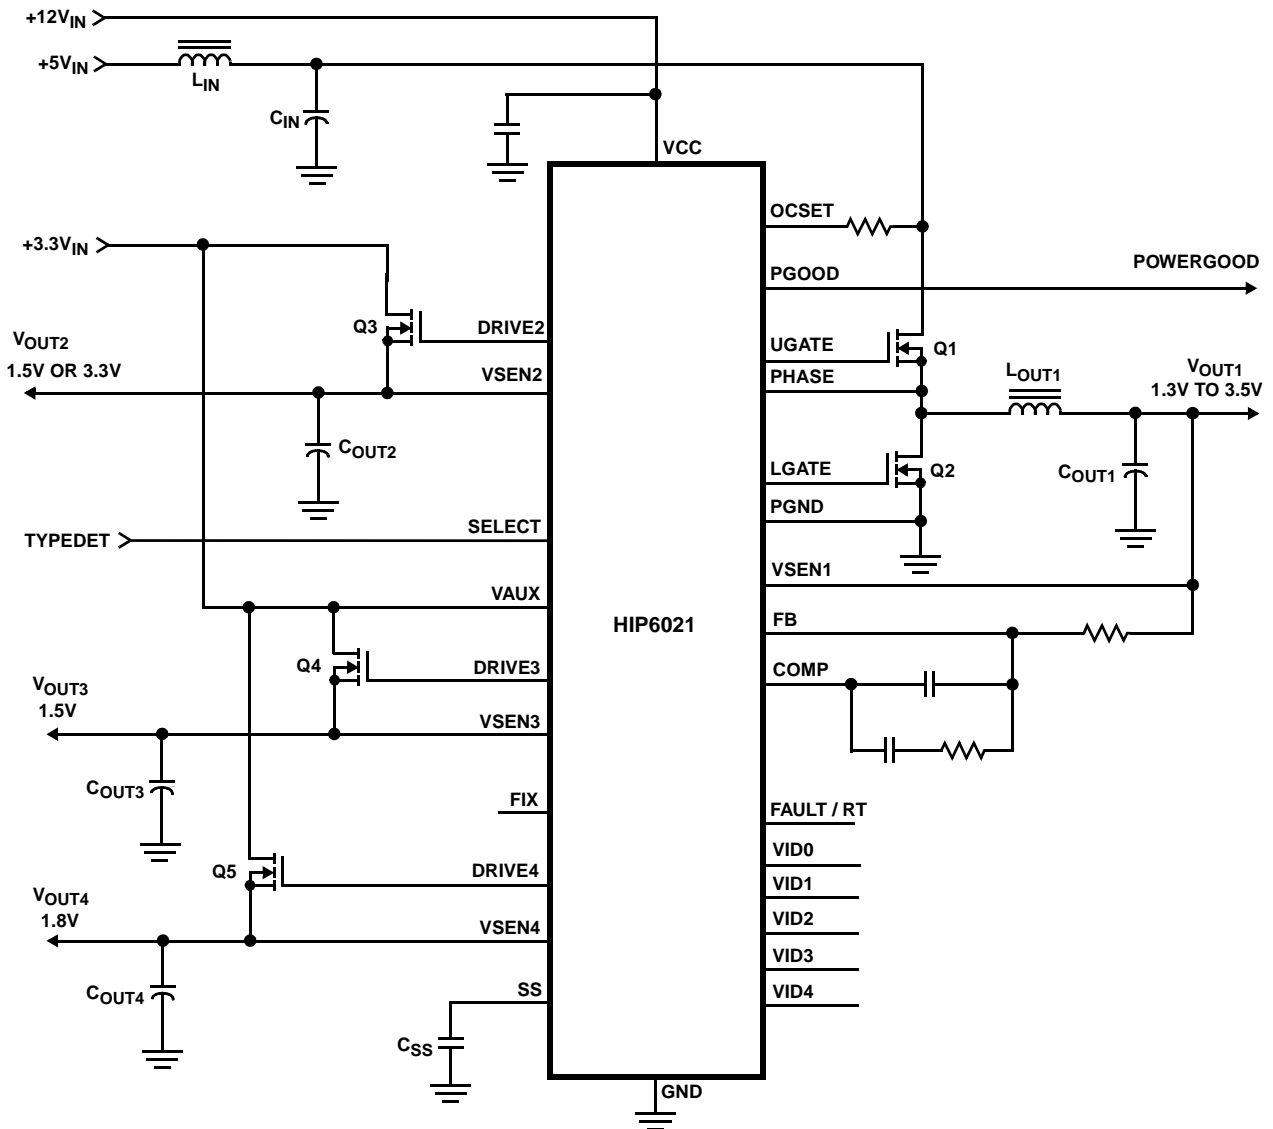 +12VIN
+5VIN
LIN
CIN
VCC
+3.3VIN
Q3
DRIVE2
VOUT2
1.5V OR 3.3V
VSEN2
COUT2
TYPEDET
SELECT
VAUX
Q4
DRIVE3
VOUT3
1.5V
VSEN3
COUT3
FIX
Q5
DRIVE4
VOUT4
1.8V
VSEN4
COUT4
SS
CSS
GND
HIP6021
OCSET
PGOOD
POWERGOOD
UGATE
Q1
PHASE
LOUT1
VOUT1
1.3V TO 3.5V
LGATE
Q2
COUT1
PGND
VSEN1
FB
COMP
FAULT / RT
VID0
VID1
VID2
VID3
VID4